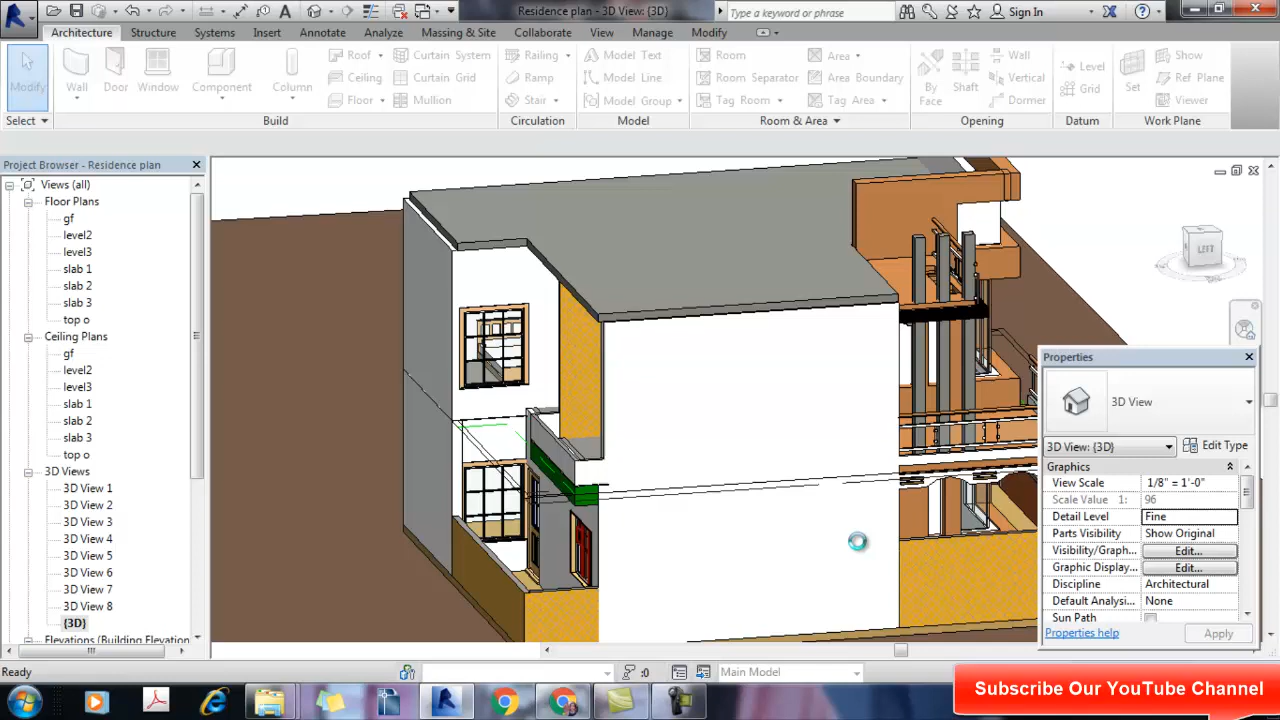 Residence plan - 3D View: {3D}
Type a keyword or phrase
Sign In
Architecture Structure Systems Insert Annotate Analyze Massing & Site Collaborate View Manage Modify
Modify
Wall
Door
Window
Component
Column
Roof
Ceiling
Floor
Curtain System
Curtain Grid
Mullion
Railing
Ramp
Stair
Model Text
Model Line
Model Group
Room
Room Separator
Tag Room
Area
Area Boundary
Tag Area
By Face
Shaft
Wall
Vertical
Dormer
Level
Grid
Set
Show
Ref Plane
Viewer
Select Build Circulation Model Room & Area Opening Datum Work Plane
Project Browser - Residence plan
Views (all)
Floor Plans
gf
level2
level3
slab 1
slab 2
slab 3
top o
Ceiling Plans
gf
level2
level3
slab 1
slab 2
slab 3
top o
3D Views
3D View 1
3D View 2
3D View 3
3D View 4
3D View 5
3D View 6
3D View 7
3D View 8
{3D}
Elevations (Building Elevation
LEFT
Properties
3D View
3D View: {3D} Edit Type
Graphics
View Scale 1/8" = 1'-0"
Scale Value 1: 96
Detail Level Fine
Parts Visibility Show Original
Visibility/Graph... Edit...
Graphic Display... Edit...
Discipline Architectural
Default Analysi... None
Sun Path
Properties help Apply
Ready
:0
Main Model
Subscribe Our YouTube Channel